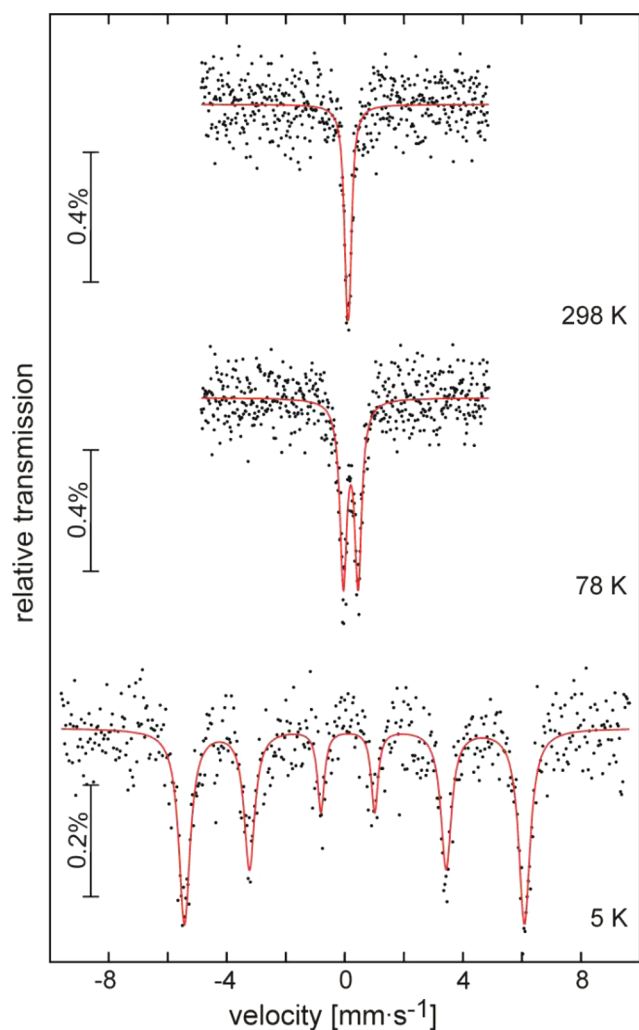 0.4%
298 K
relative transmission
0.4%
78 K
0.2%
5 K
-8 -4 0 4 8
velocity [mm·s⁻¹]